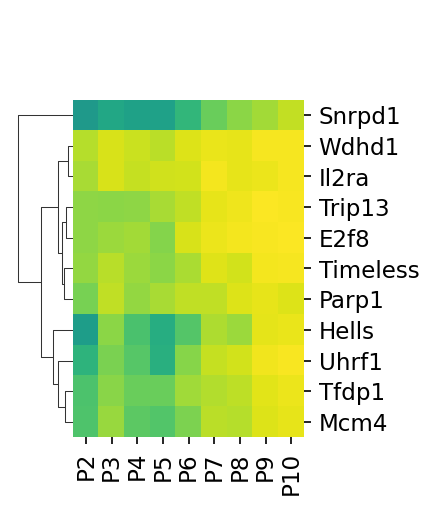 Snrpd1
Wdhd1
Il2ra
Trip13
E2f8
Timeless
Parp1
Hells
Uhrf1
Tfdp1
Mcm4
P2 P3 P4 P5 P6 P7 P8 P9 P10